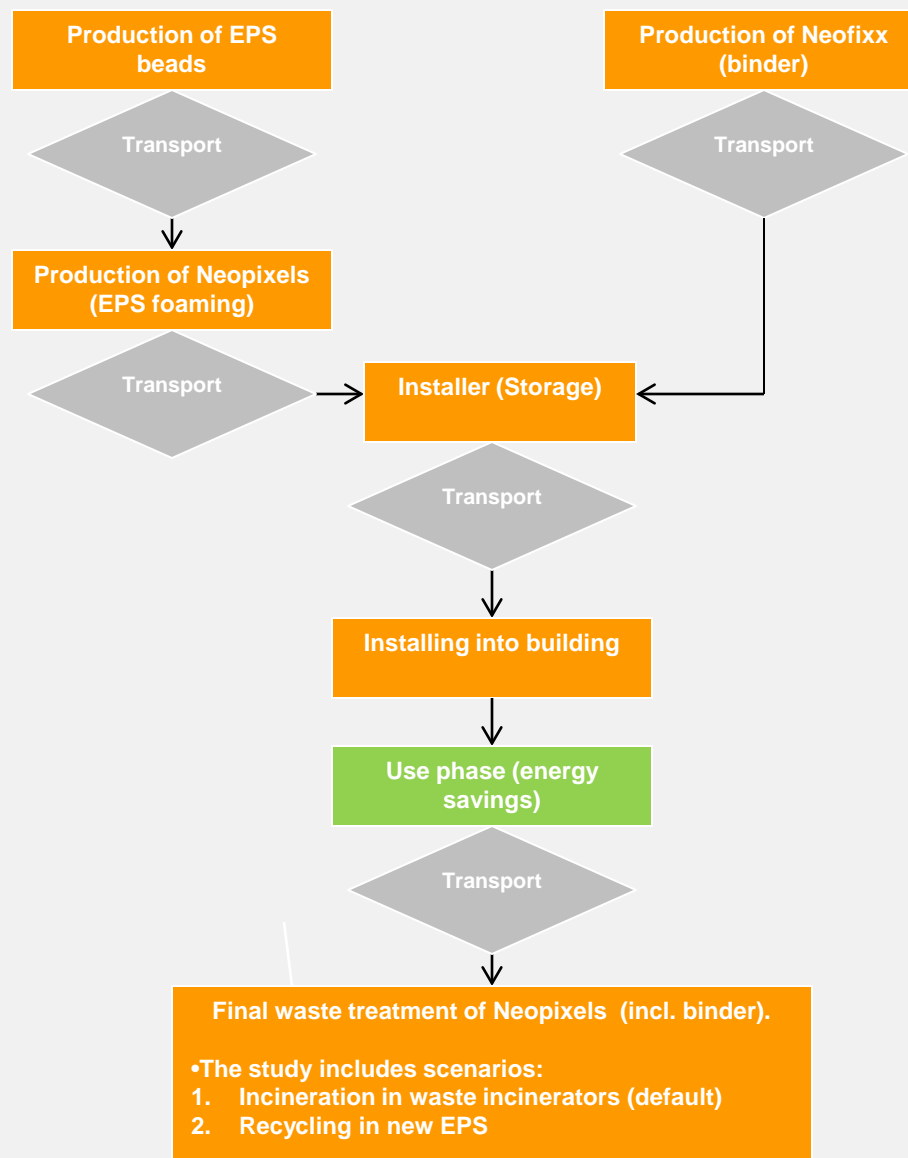 Production of EPS
beads
Production of Neofixx
(binder)
Transport
Transport
Production of Neopixels
(EPS foaming)
Transport
Installer (Storage)
Transport
Installing into building
Use phase (energy
savings)
Transport
Final waste treatment of Neopixels (incl. binder).
•The study includes scenarios:
1. Incineration in waste incinerators (default)
2. Recycling in new EPS